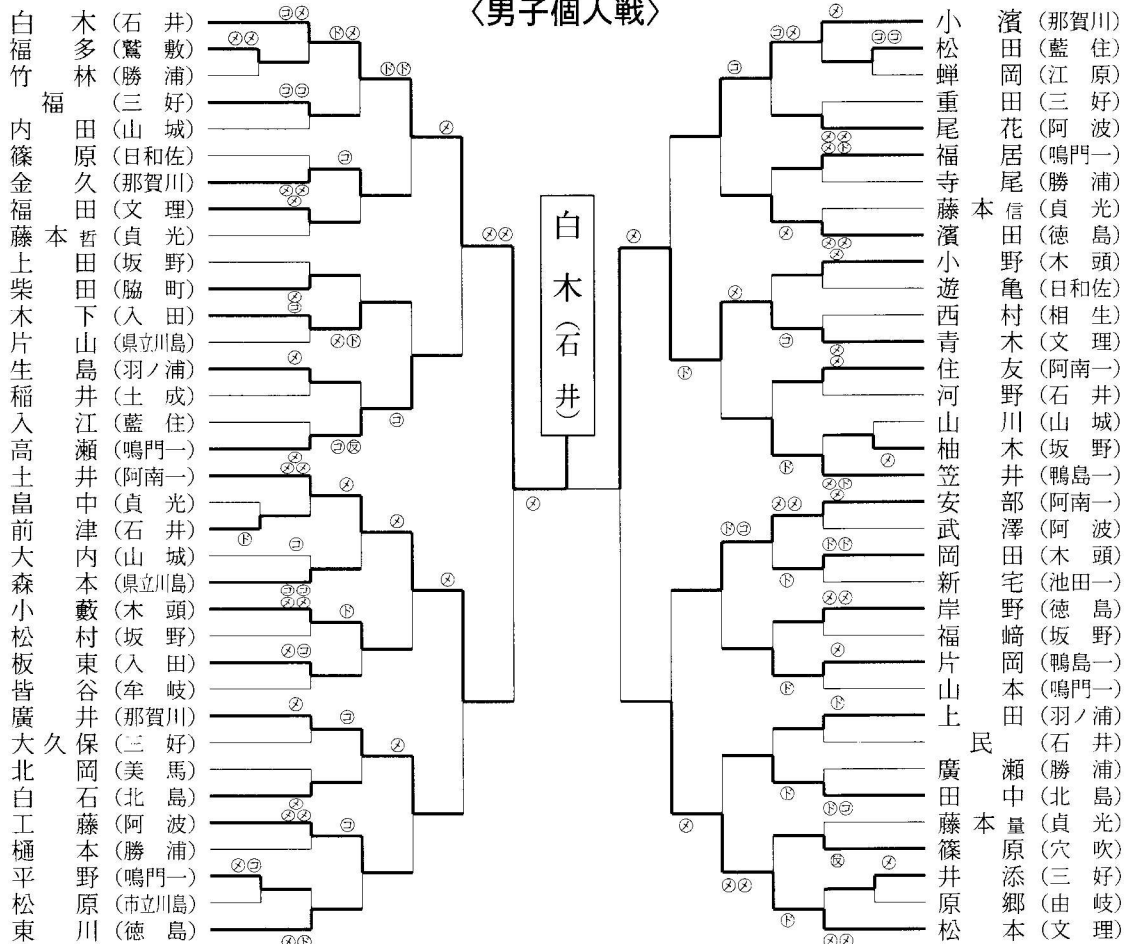 〈男子個人戦〉
白木（石井）
福多（鷲敷）
竹林（勝浦）
福（三好）
内田（山城）
篠原（日和佐）
金久（那賀川）
福田（文理）
藤本哲（貞光）
上田（坂野）
柴田（脇町）
木下（入田）
片山（県立川島）
生島（羽ノ浦）
稲井（土成）
入江（藍住）
高瀬（鳴門一）
土井（阿南一）
畠中（貞光）
前津（石井）
大内（山城）
森本（県立川島）
小藪（木頭）
松村（坂野）
板東（入田）
皆谷（牟岐）
廣井（那賀川）
大久保（三好）
北岡（美馬）
白石（北島）
工藤（阿波）
樋本（勝浦）
平野（鳴門一）
松原（市立川島）
東川（徳島）
白木（石井）
小濱（那賀川）
松田（藍住）
蝉岡（江原）
重田（三好）
尾花（阿波）
福居（鳴門一）
寺尾（勝浦）
藤本信（貞光）
濱田（徳島）
小野（木頭）
遊亀（日和佐）
西村（相生）
青木（文理）
住友（阿南一）
河野（石井）
山川（山城）
柚木（坂野）
笠井（鴨島一）
安部（阿南一）
武澤（阿波）
岡田（木頭）
新宅（池田一）
岸野（徳島）
福﨑（坂野）
片岡（鴨島一）
山本（鳴門一）
上田（羽ノ浦）
民（石井）
廣瀬（勝浦）
田中（北島）
藤本量（貞光）
篠原（穴吹）
井添（三好）
原郷（由岐）
松本（文理）